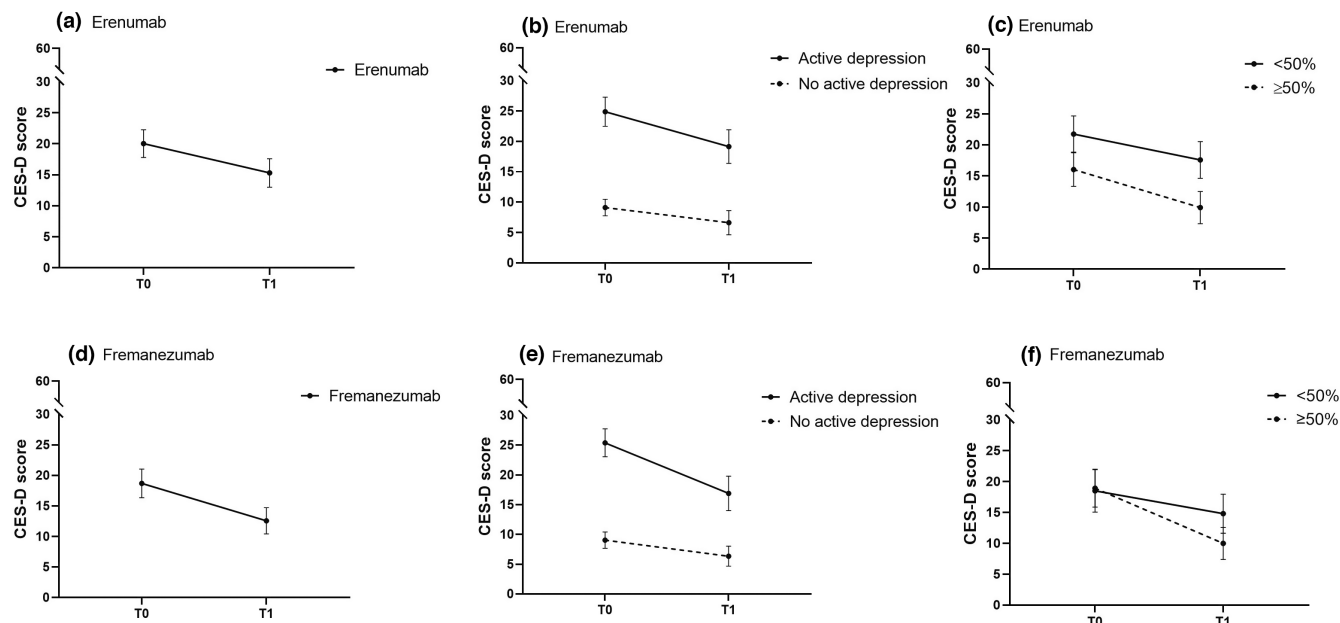 (a) Erenumab
60
30
25
20
15
10
5
0
CES-D score
T0 T1
Erenumab
(b) Erenumab
60
30
25
20
15
10
5
0
CES-D score
T0 T1
Active depression
No active depression
(c) Erenumab
60
30
25
20
15
10
5
0
CES-D score
T0 T1
<50%
≥50%
(d) Fremanezumab
60
30
25
20
15
10
5
0
CES-D score
T0 T1
Fremanezumab
(e) Fremanezumab
60
30
25
20
15
10
5
0
CES-D score
T0 T1
Active depression
No active depression
(f) Fremanezumab
60
30
25
20
15
10
5
0
CES-D score
T0 T1
<50%
≥50%